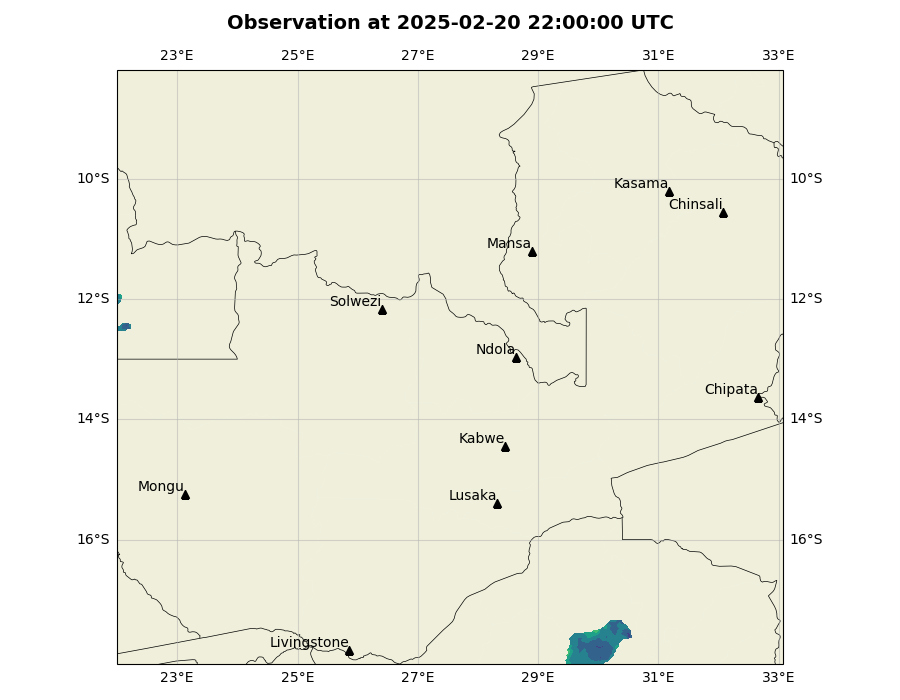 Observation at 2025-02-20 22:00:00 UTC
23°E 25°E 27°E 29°E 31°E 33°E
10°S 10°S
Kasama
Chinsali
Mansa
12°S 12°S
Solwezi
Ndola
Chipata
14°S 14°S
Kabwe
Mongu
Lusaka
16°S 16°S
Livingstone
23°E 25°E 27°E 29°E 31°E 33°E